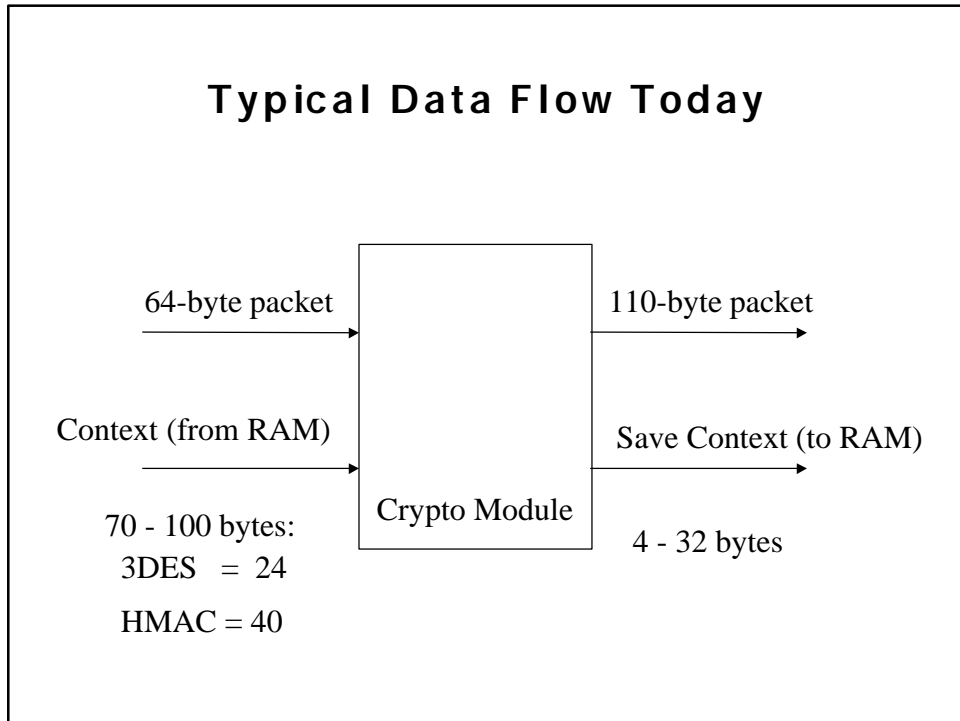 Typical Data Flow Today
64-byte packet
110-byte packet
Context (from RAM)
Save Context (to RAM)
Crypto Module
70 - 100 bytes:
3DES = 24
HMAC = 40
4 - 32 bytes